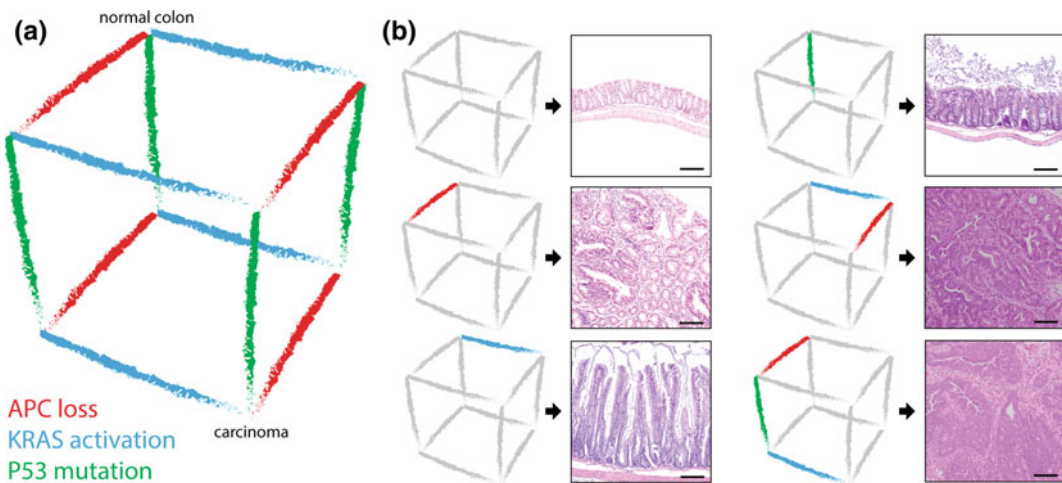 (a)
normal colon
carcinoma
APC loss
KRAS activation
P53 mutation
(b)